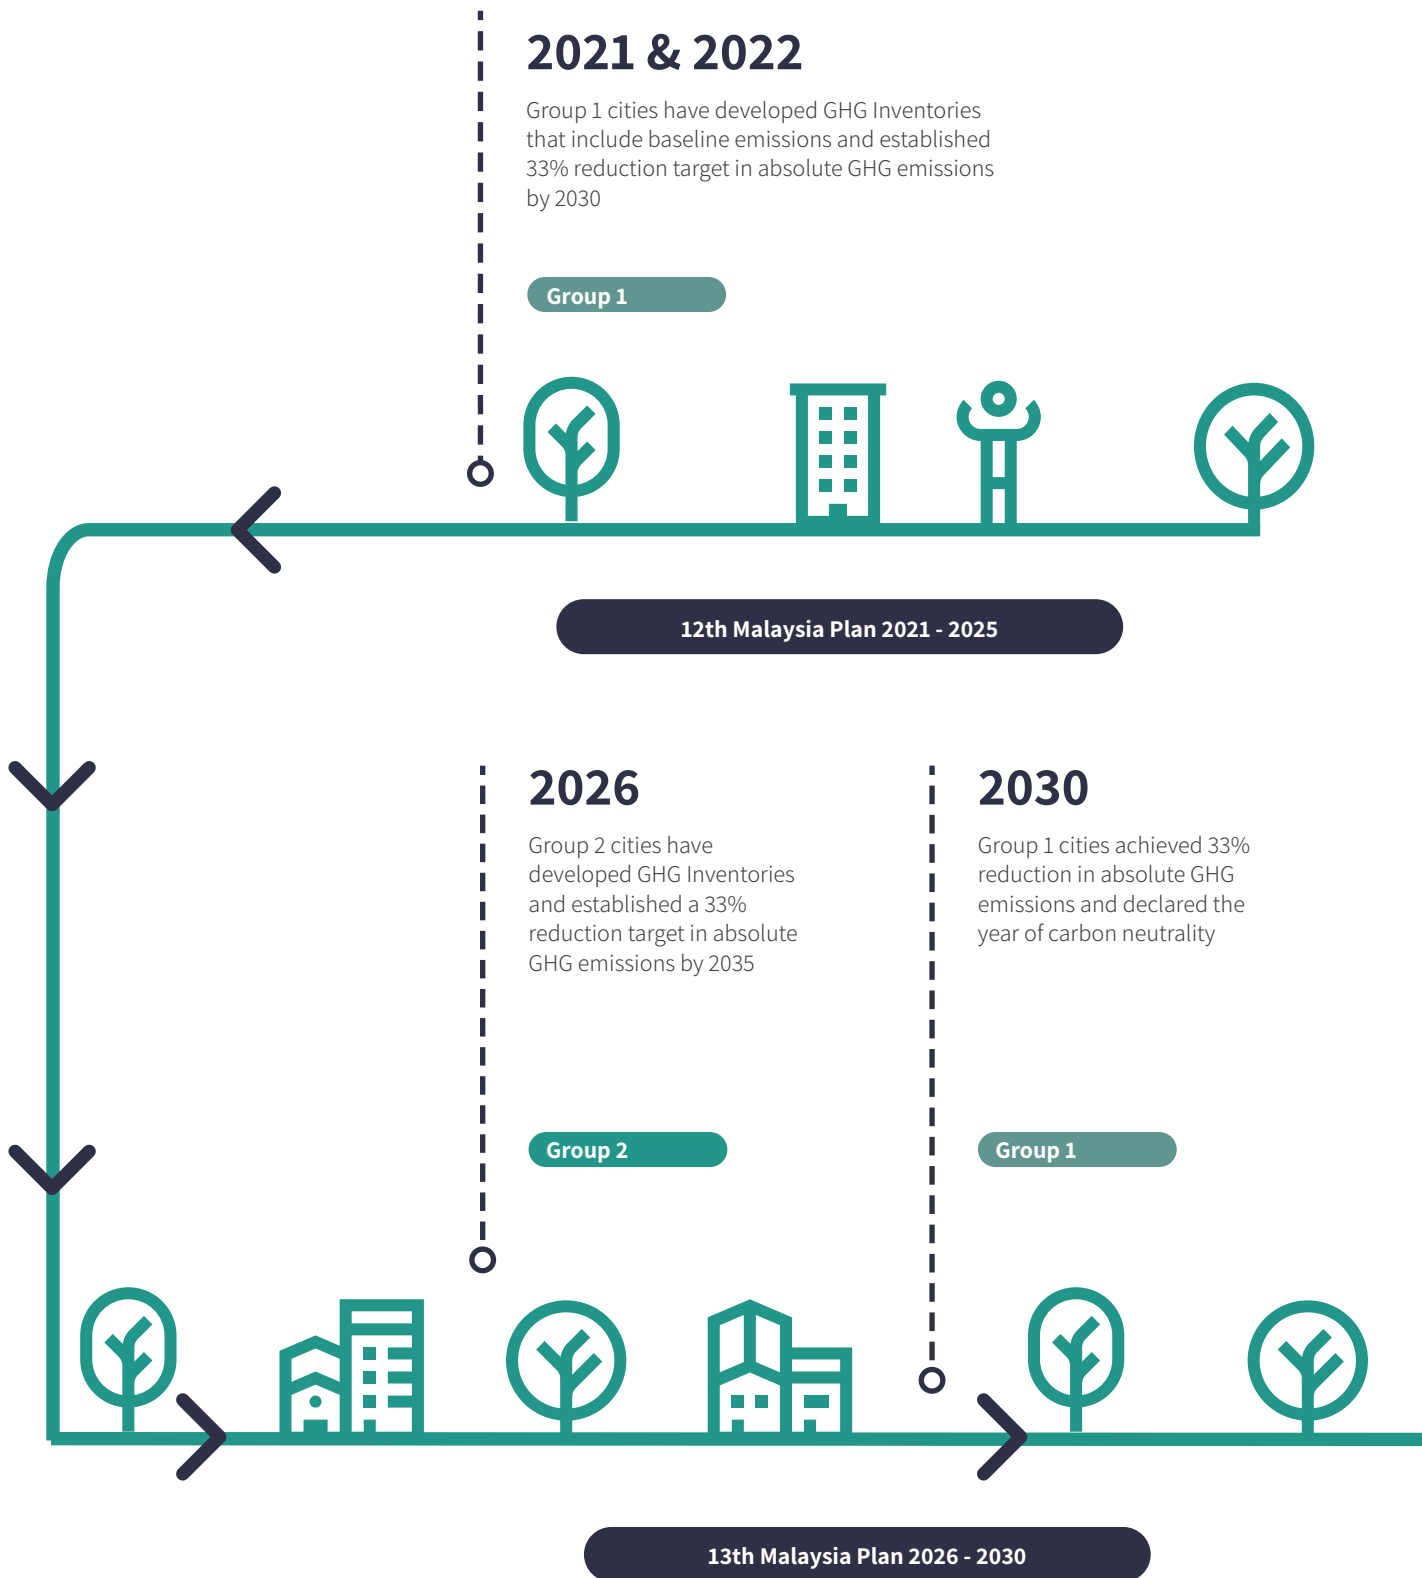 2021 & 2022
Group 1 cities have developed GHG Inventories
that include baseline emissions and established
33% reduction target in absolute GHG emissions
by 2030
Group 1
12th Malaysia Plan 2021 - 2025
2026
Group 2 cities have
developed GHG Inventories
and established a 33%
reduction target in absolute
GHG emissions by 2035
Group 2
2030
Group 1 cities achieved 33%
reduction in absolute GHG
emissions and declared the
year of carbon neutrality
Group 1
13th Malaysia Plan 2026 - 2030